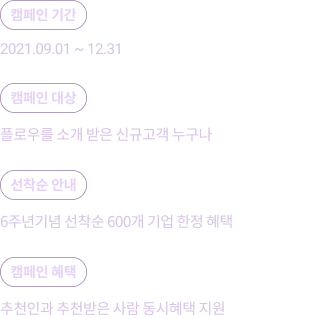 캠페인 기간
2021.09.01 ~ 12.31
캠페인 대상
플로우를 소개 받은 신규고객 누구나
선착순 안내
6주년기념 선착순 600개 기업 한정 혜택
캠페인 혜택
추천인과 추천받은 사람 동시혜택 지원